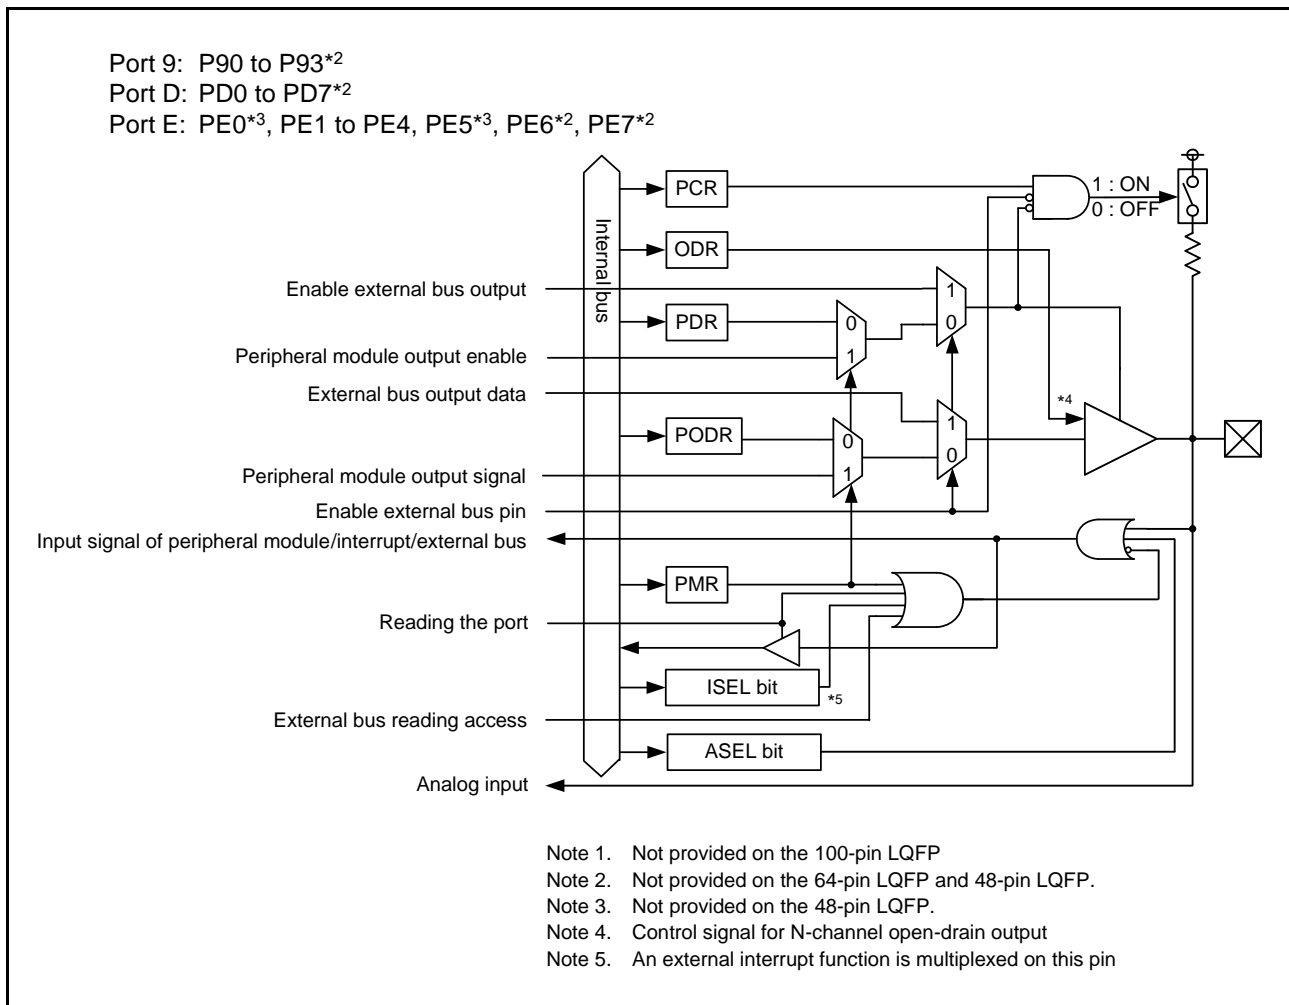 Port 9: P90 to P93*2
Port D: PD0 to PD7*2
Port E: PE0*3, PE1 to PE4, PE5*3, PE6*2, PE7*2
Internal bus
PCR
1 : ON
0 : OFF
ODR
Enable external bus output
1
0
PDR
0
1
Peripheral module output enable
External bus output data
*4
PODR
0
1
1
0
Peripheral module output signal
Enable external bus pin
Input signal of peripheral module/interrupt/external bus
PMR
Reading the port
ISEL bit
*5
External bus reading access
ASEL bit
Analog input
Note 1. Not provided on the 100-pin LQFP
Note 2. Not provided on the 64-pin LQFP and 48-pin LQFP.
Note 3. Not provided on the 48-pin LQFP.
Note 4. Control signal for N-channel open-drain output
Note 5. An external interrupt function is multiplexed on this pin